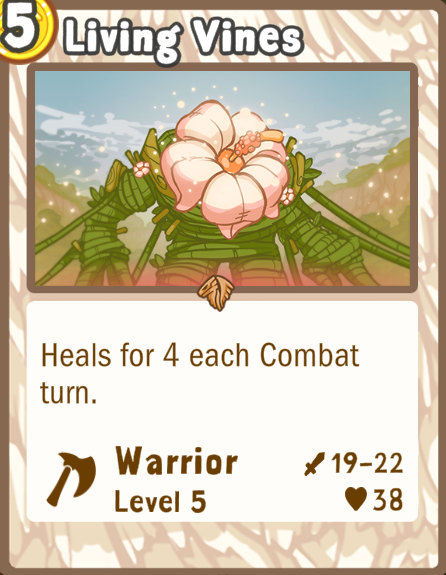 5
Living Vines
Heals for 4 each Combat
turn.
Warrior
19–22
Level 5
38